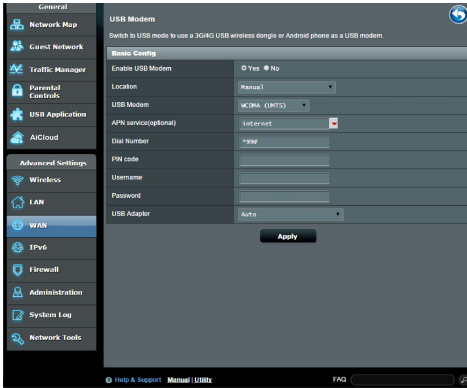 General
Network Map
Guest Network
Traffic Manager
Parental
Controls
USB Application
AiCloud
Advanced Settings
Wireless
LAN
WAN
IPv6
Firewall
Administration
System Log
Network Tools
USB Modem
Switch to USB mode to use a 3G/4G USB wireless dongle or Android phone as a USB modem.
Basic Config
Enable USB Modem Yes No
Location Manual
USB Modem WCDMA (UMTS)
APN service(optional) internet
Dial Number *99#
PIN code
Username
Password
USB Adapter Auto
Apply
Help & Support Manual | Utility FAQ